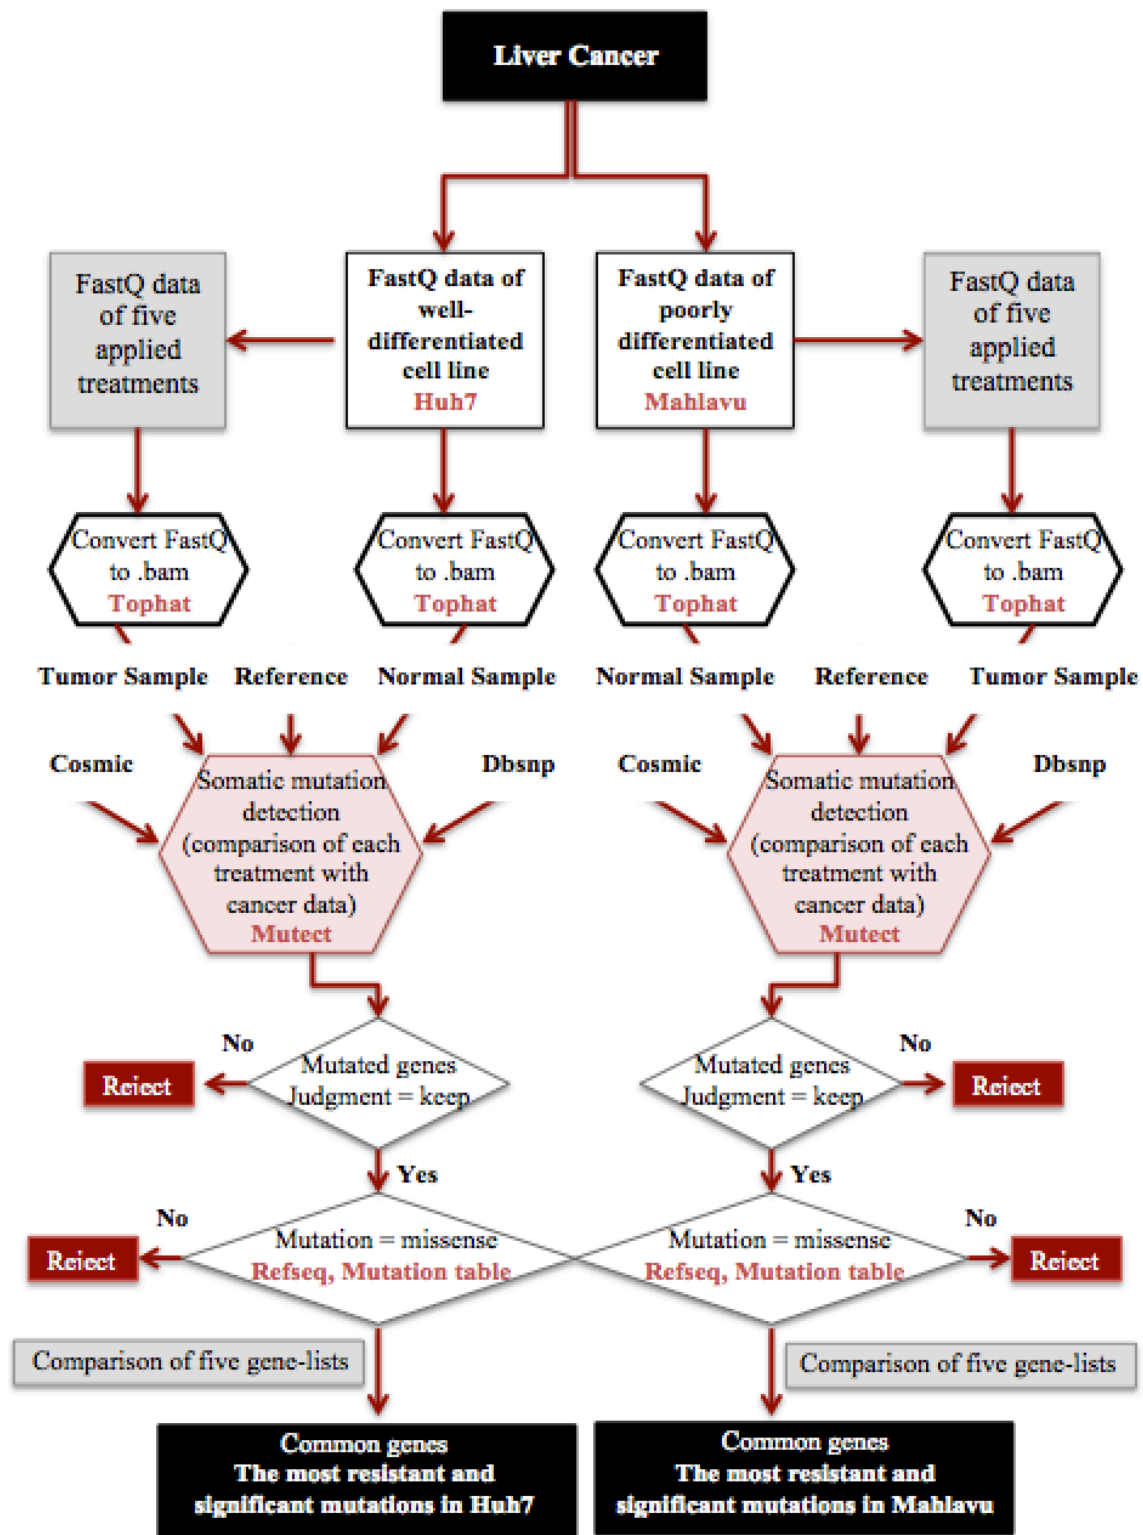 Liver Cancer
FastQ data
of five
applied
treatments
FastQ data of
well-
differentiated
cell line
Huh7
FastQ data of
poorly
differentiated
cell line
Mahlavu
FastQ data
of five
applied
treatments
Convert FastQ
to .bam
Tophat
Convert FastQ
to .bam
Tophat
Convert FastQ
to .bam
Tophat
Convert FastQ
to .bam
Tophat
Tumor Sample
Reference
Normal Sample
Normal Sample
Reference
Tumor Sample
Cosmic
Dbsnp
Cosmic
Dbsnp
Somatic mutation
detection
(comparison of each
treatment with
cancer data)
Mutect
Somatic mutation
detection
(comparison of each
treatment with
cancer data)
Mutect
No
Reject
Mutated genes
Judgment = keep
Mutated genes
Judgment = keep
No
Reject
Yes
Yes
No
Reject
Mutation = missense
Refseq, Mutation table
Mutation = missense
Refseq, Mutation table
No
Reject
Comparison of five gene-lists
Comparison of five gene-lists
Common genes
The most resistant and
significant mutations in Huh7
Common genes
The most resistant and
significant mutations in Mahlavu